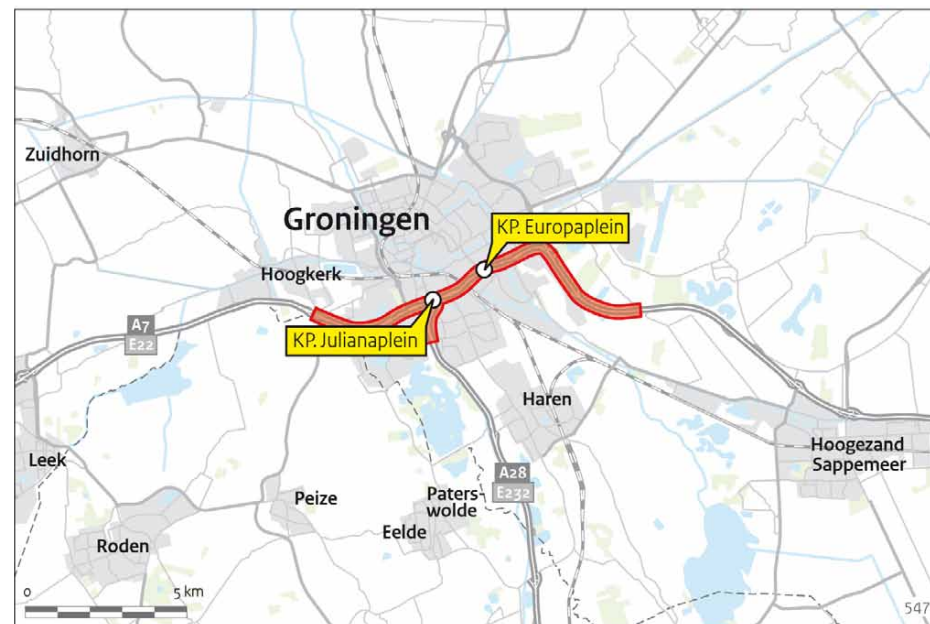 Zuidhorn
Groningen
KP. Europaplein
Hoogkerk
A7
E22
KP. Julianaplein
Haren
Hoogezand
Sappemeer
Leek
A28
E232
Peize
Paters-
wolde
Eelde
Roden
0 5 km
547